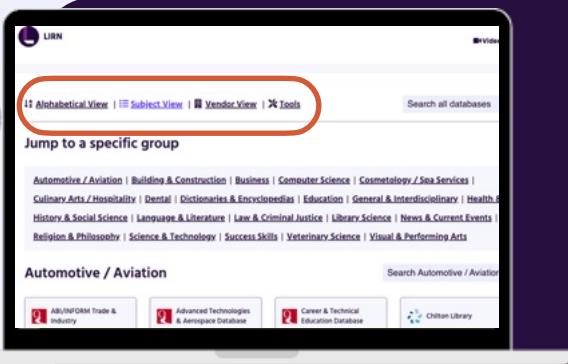 LIRN
Video
Alphabetical View | Subject View | Vendor View | Tools
Search all databases
Jump to a specific group
Automotive / Aviation | Building & Construction | Business | Computer Science | Cosmetology / Spa Services |
Culinary Arts / Hospitality | Dental | Dictionaries & Encyclopedias | Education | General & Interdisciplinary | Health &
History & Social Science | Language & Literature | Law & Criminal Justice | Library Science | News & Current Events |
Religion & Philosophy | Science & Technology | Success Skills | Veterinary Science | Visual & Performing Arts
Automotive / Aviation
Search Automotive / Aviation
ABI/INFORM Trade &
Industry
Advanced Technologies
& Aerospace Database
Career & Technical
Education Database
Chilton Library